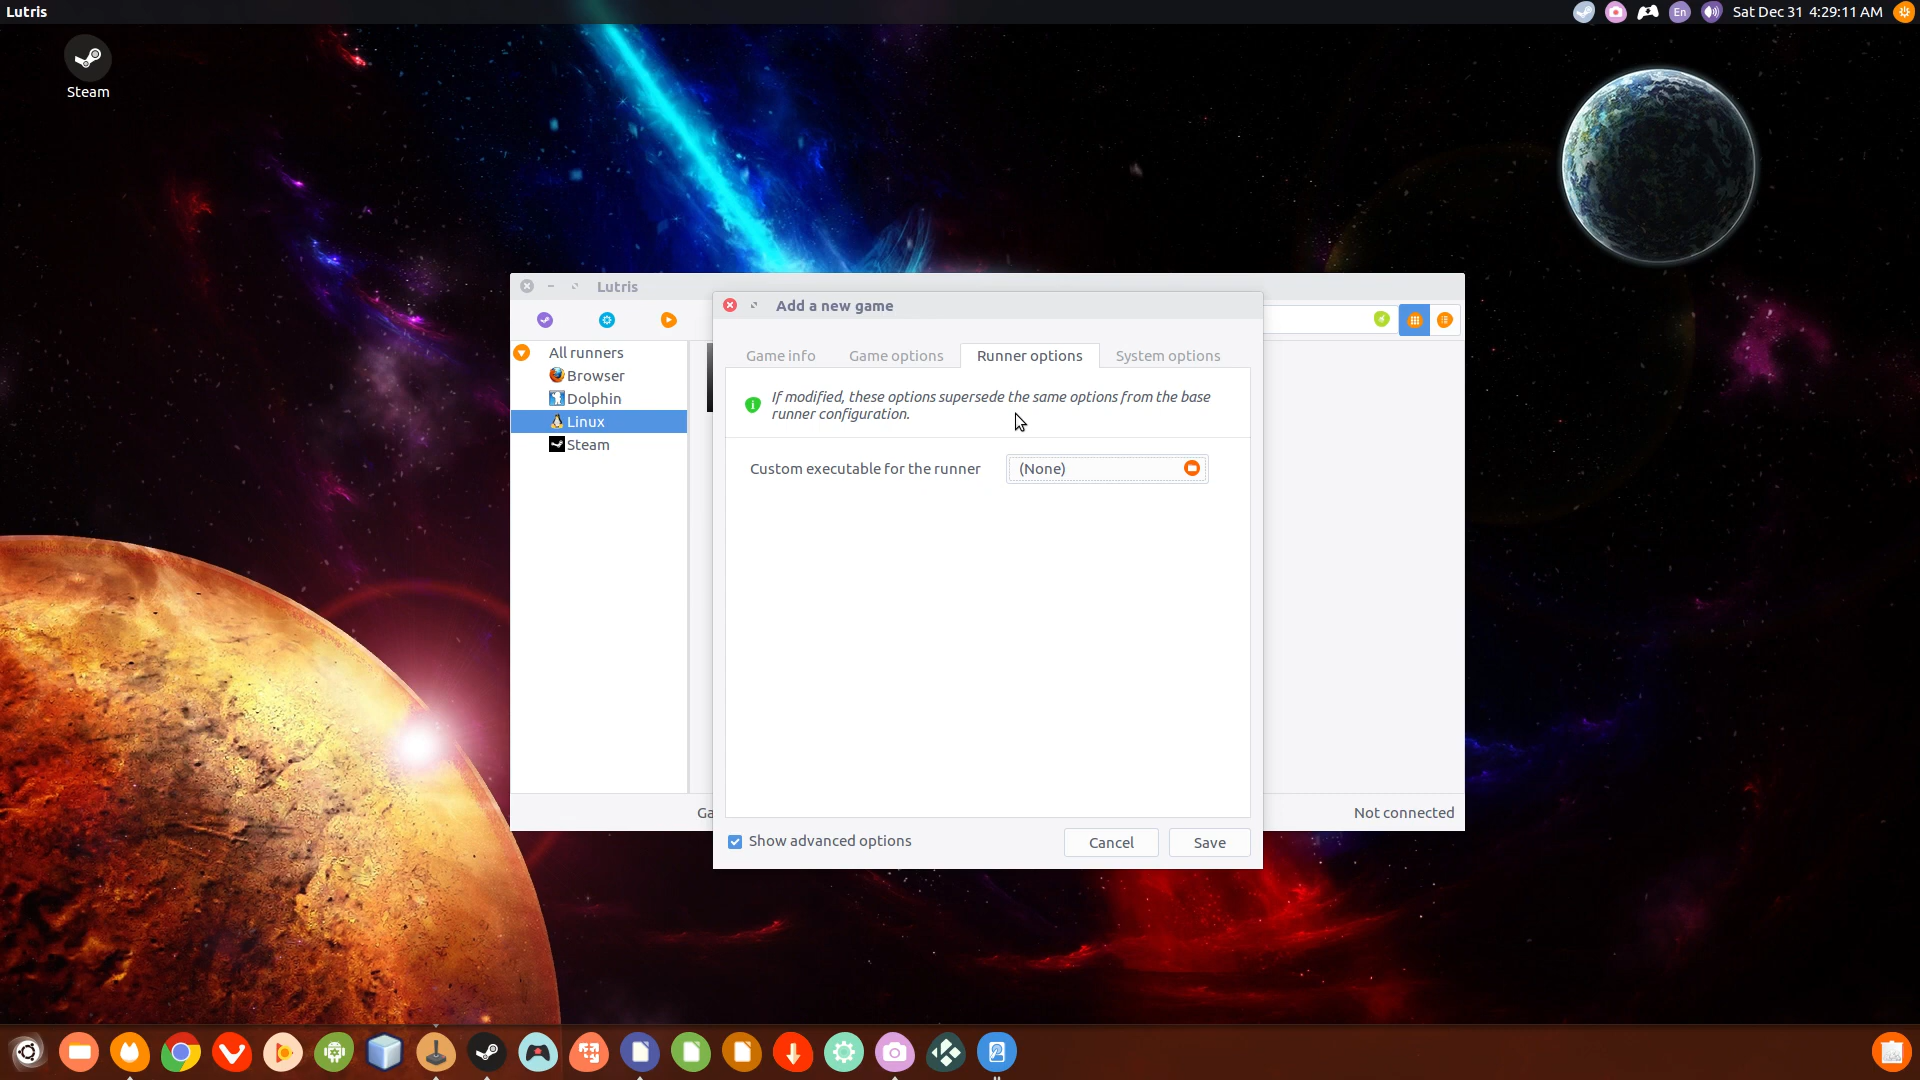 Lutris
En
Sat Dec 31 4:29:11 AM
Steam
Lutris
Add a new game
All runners
Browser
Dolphin
Linux
Steam
Game info
Game options
Runner options
System options
If modified, these options supersede the same options from the base
runner configuration.
Custom executable for the runner
(None)
Ga
Not connected
Show advanced options
Cancel
Save